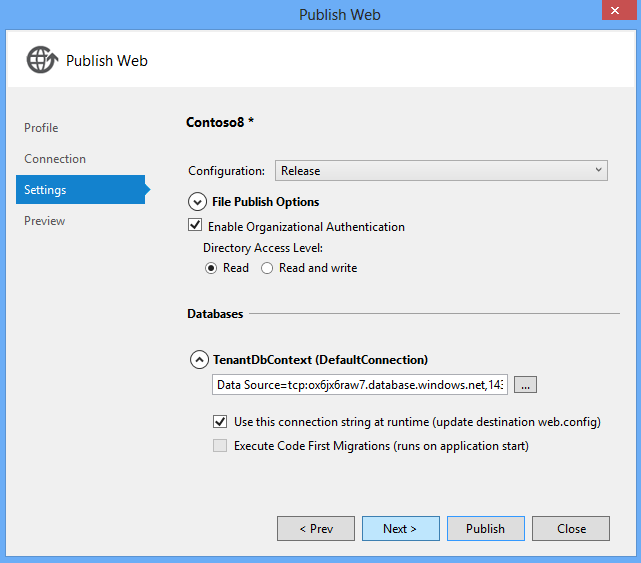 Publish Web
Publish Web
Profile
Connection
Settings
Preview
Contoso8 *
Configuration: Release
File Publish Options
Enable Organizational Authentication
Directory Access Level:
Read Read and write
Databases
TenantDbContext (DefaultConnection)
Data Source=tcp:ox6jx6raw7.database.windows.net,143
...
Use this connection string at runtime (update destination web.config)
Execute Code First Migrations (runs on application start)
< Prev Next > Publish Close